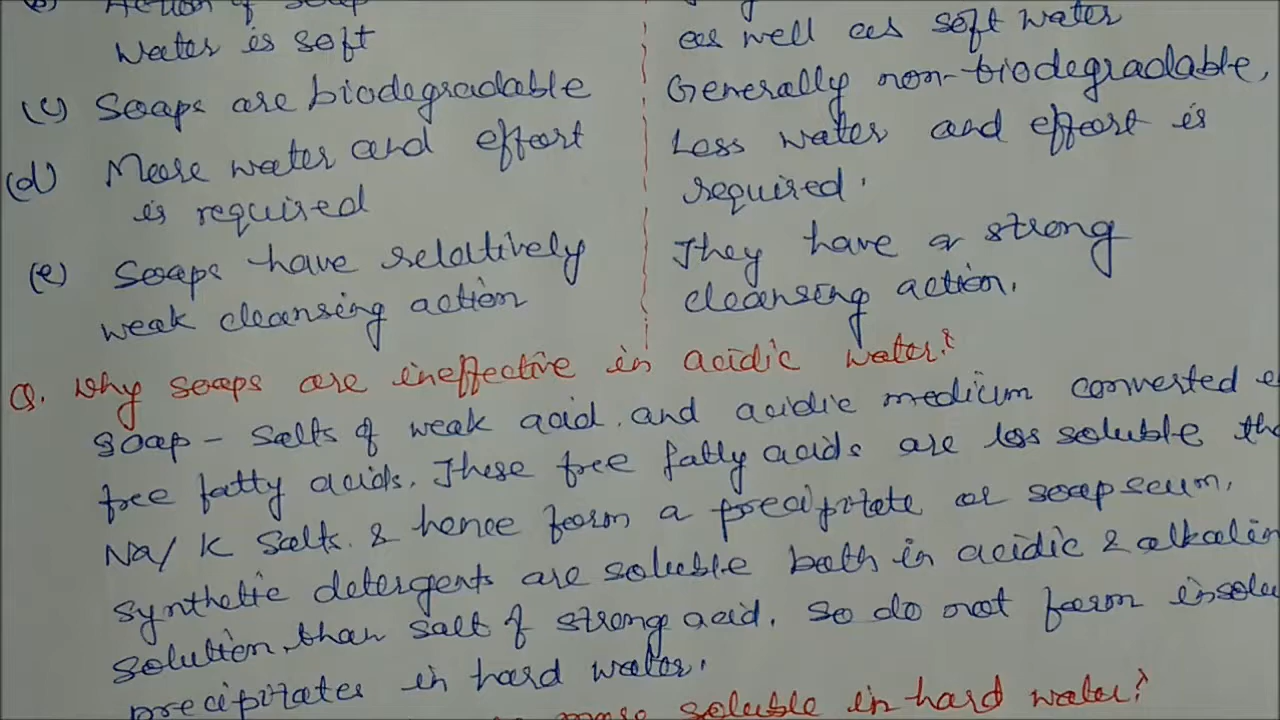 (b) Action of soap
water is soft
as well as soft water
(c) Soaps are biodegradable
Generally non-biodegradable,
(d) More water and effort
is required
Less water and effort is
required.
(e) Soaps have relatively
weak cleansing action
They have a strong
cleansing action.
Q. Why soaps are ineffective in acidic water?
soap - salts of weak acid. and acidic medium converted
free fatty acids. These free fatty acids are less soluble
Na/K salts. & hence form a precipitate or soap scum.
synthetic detergents are soluble both in acidic & alkalin
solution. than salt of strong acid. so do not form insolu
precipitates in hard water.
more soluble in hard water?